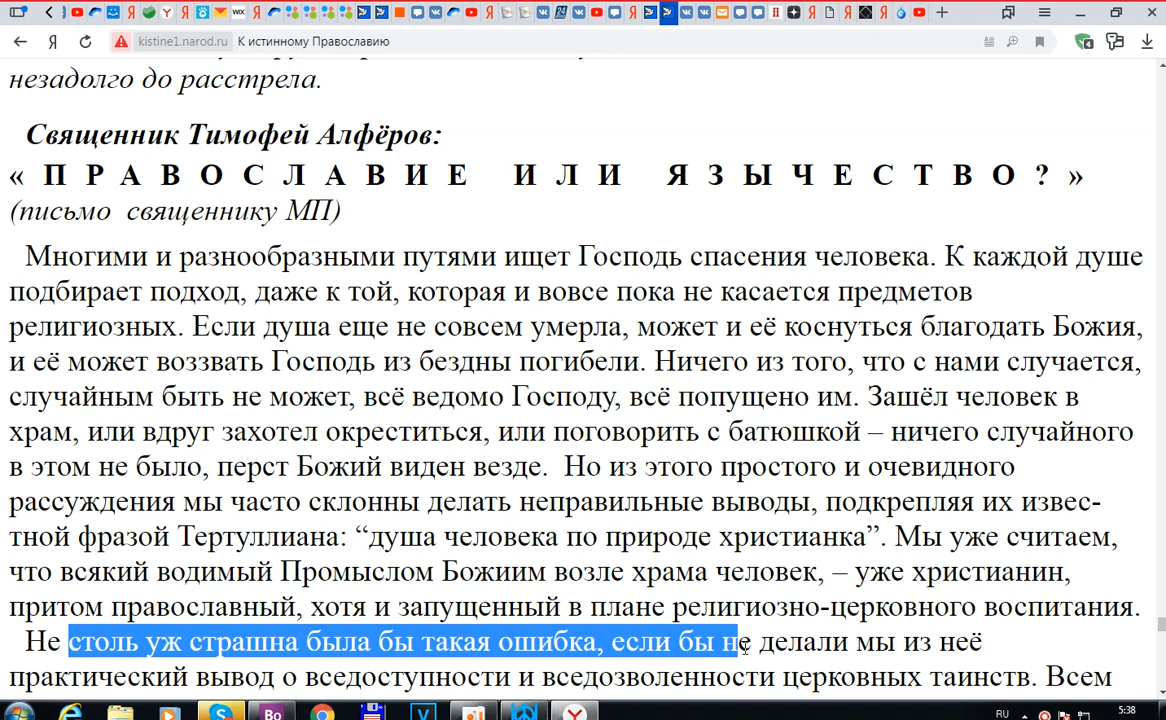 kistine1.narod.ru К истинному Православию
незадолго до расстрела.
Священник Тимофей Алфёров:
« П Р А В О С Л А В И Е И Л И Я З Ы Ч Е С Т В О ? »
(письмо священнику МП)
Многими и разнообразными путями ищет Господь спасения человека. К каждой душе
подбирает подход, даже к той, которая и вовсе пока не касается предметов
религиозных. Если душа еще не совсем умерла, может и её коснуться благодать Божия,
и её может воззвать Господь из бездны погибели. Ничего из того, что с нами случается,
случайным быть не может, всё ведомо Господу, всё попущено им. Зашёл человек в
храм, или вдруг захотел окреститься, или поговорить с батюшкой – ничего случайного
в этом не было, перст Божий виден везде. Но из этого простого и очевидного
рассуждения мы часто склонны делать неправильные выводы, подкрепляя их извес-
тной фразой Тертуллиана: “душа человека по природе христианка”. Мы уже считаем,
что всякий водимый Промыслом Божиим возле храма человек, – уже христианин,
притом православный, хотя и запущенный в плане религиозно-церковного воспитания.
Не столь уж страшна была бы такая ошибка, если бы не делали мы из неё
практический вывод о вседоступности и вседозволенности церковных таинств. Всем
RU 5:38